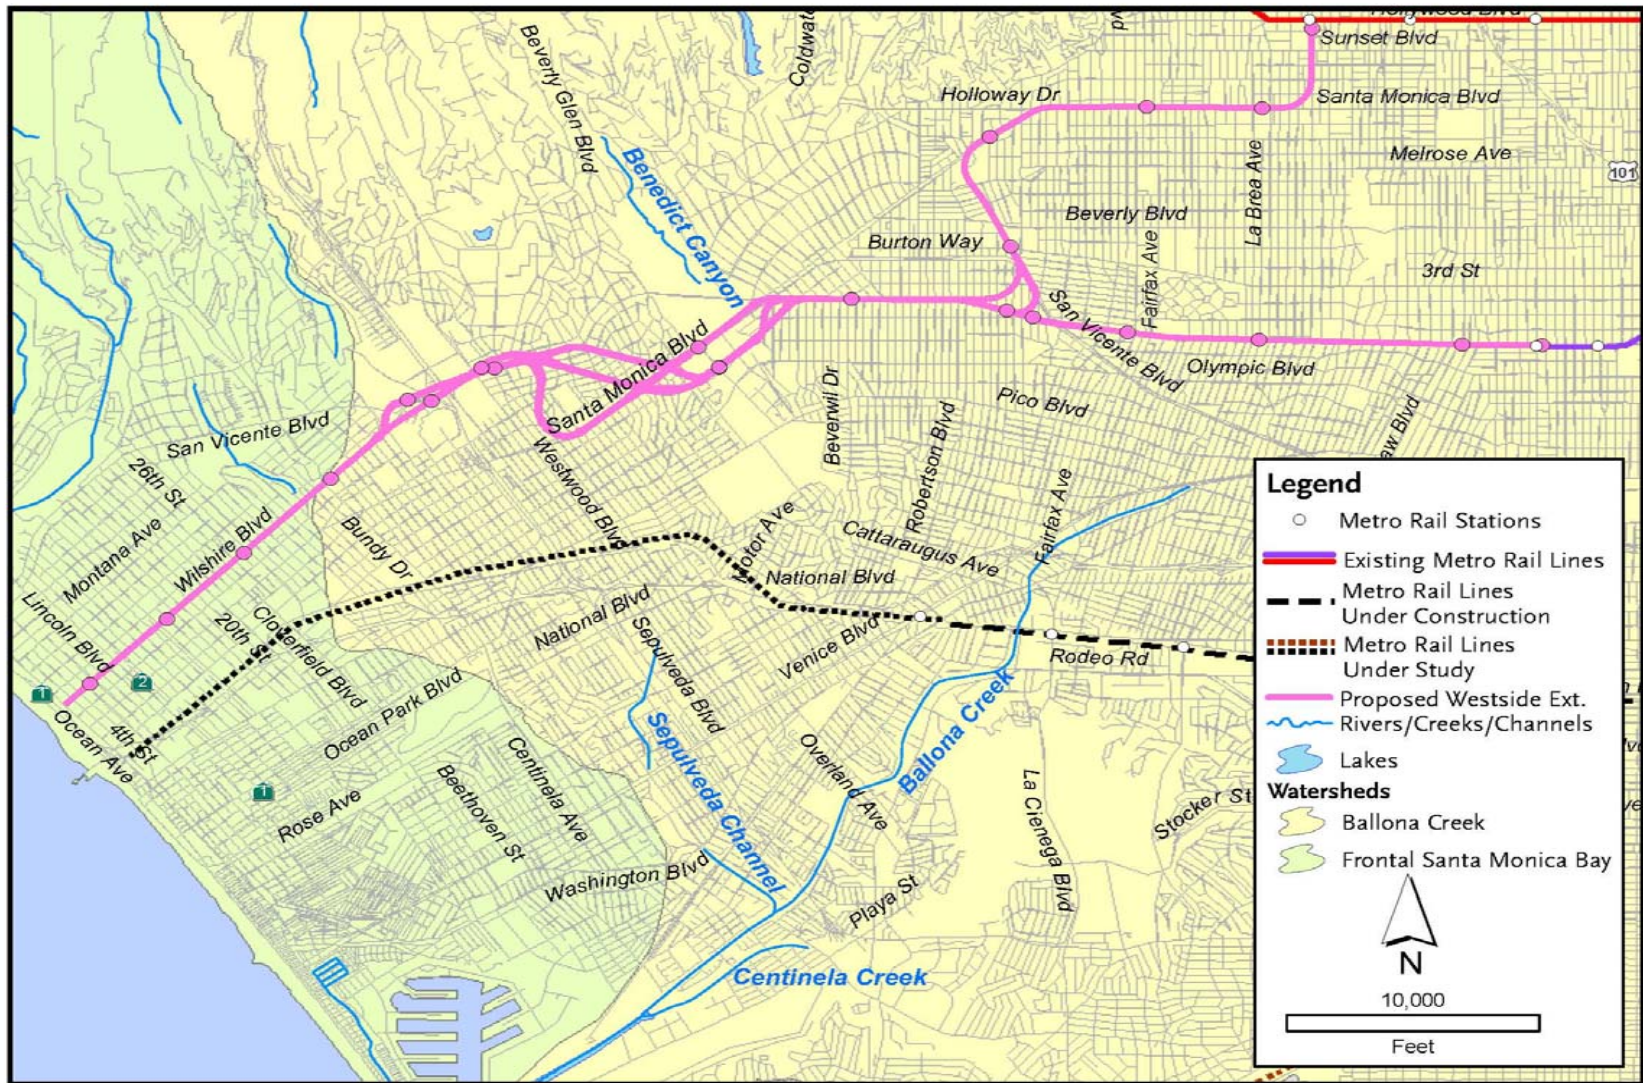 Hollywood Blvd
Sunset Blvd
Coldwate
Beverly Glen Blvd
Holloway Dr
Santa Monica Blvd
Melrose Ave
101
La Brea Ave
Benedict Canyon
Beverly Blvd
Fairfax Ave
Burton Way
3rd St
San Vicente Blvd
Olympic Blvd
Santa Monica Blvd
Beverwil Dr
Pico Blvd
Robertson Blvd
aw Blvd
San Vicente Blvd
26th St
Westwood Blvd
Fairfax Ave
Montana Ave
Wilshire Blvd
Bundy Dr
Motor Ave
Cattaraugus Ave
National Blvd
Lincoln Blvd
20th St
Cloverfield Blvd
National Blvd
Sepulveda Blvd
Venice Blvd
Rodeo Rd
1
2
Ocean Ave
4th St
Ocean Park Blvd
Sepulveda Channel
Overland Ave
Ballona Creek
1
Rose Ave
Beethoven St
Centinela Ave
La Cienega Blvd
Stocker St
Washington Blvd
Playa St
Centinela Creek
Legend
Metro Rail Stations
Existing Metro Rail Lines
Metro Rail Lines
Under Construction
Metro Rail Lines
Under Study
Proposed Westside Ext.
Rivers/Creeks/Channels
Lakes
Watersheds
Ballona Creek
Frontal Santa Monica Bay
N
10,000
Feet